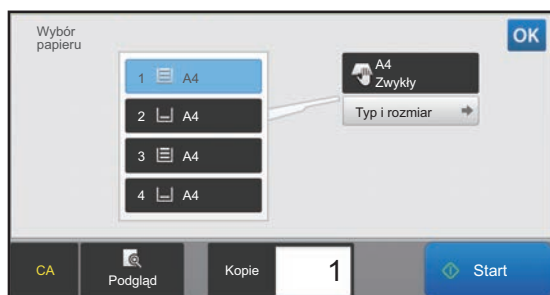 Wybór
papieru
OK
1 A4
2 A4
3 A4
4 A4
A4
Zwykły
Typ i rozmiar
CA
Podgląd
Kopie
1
Start